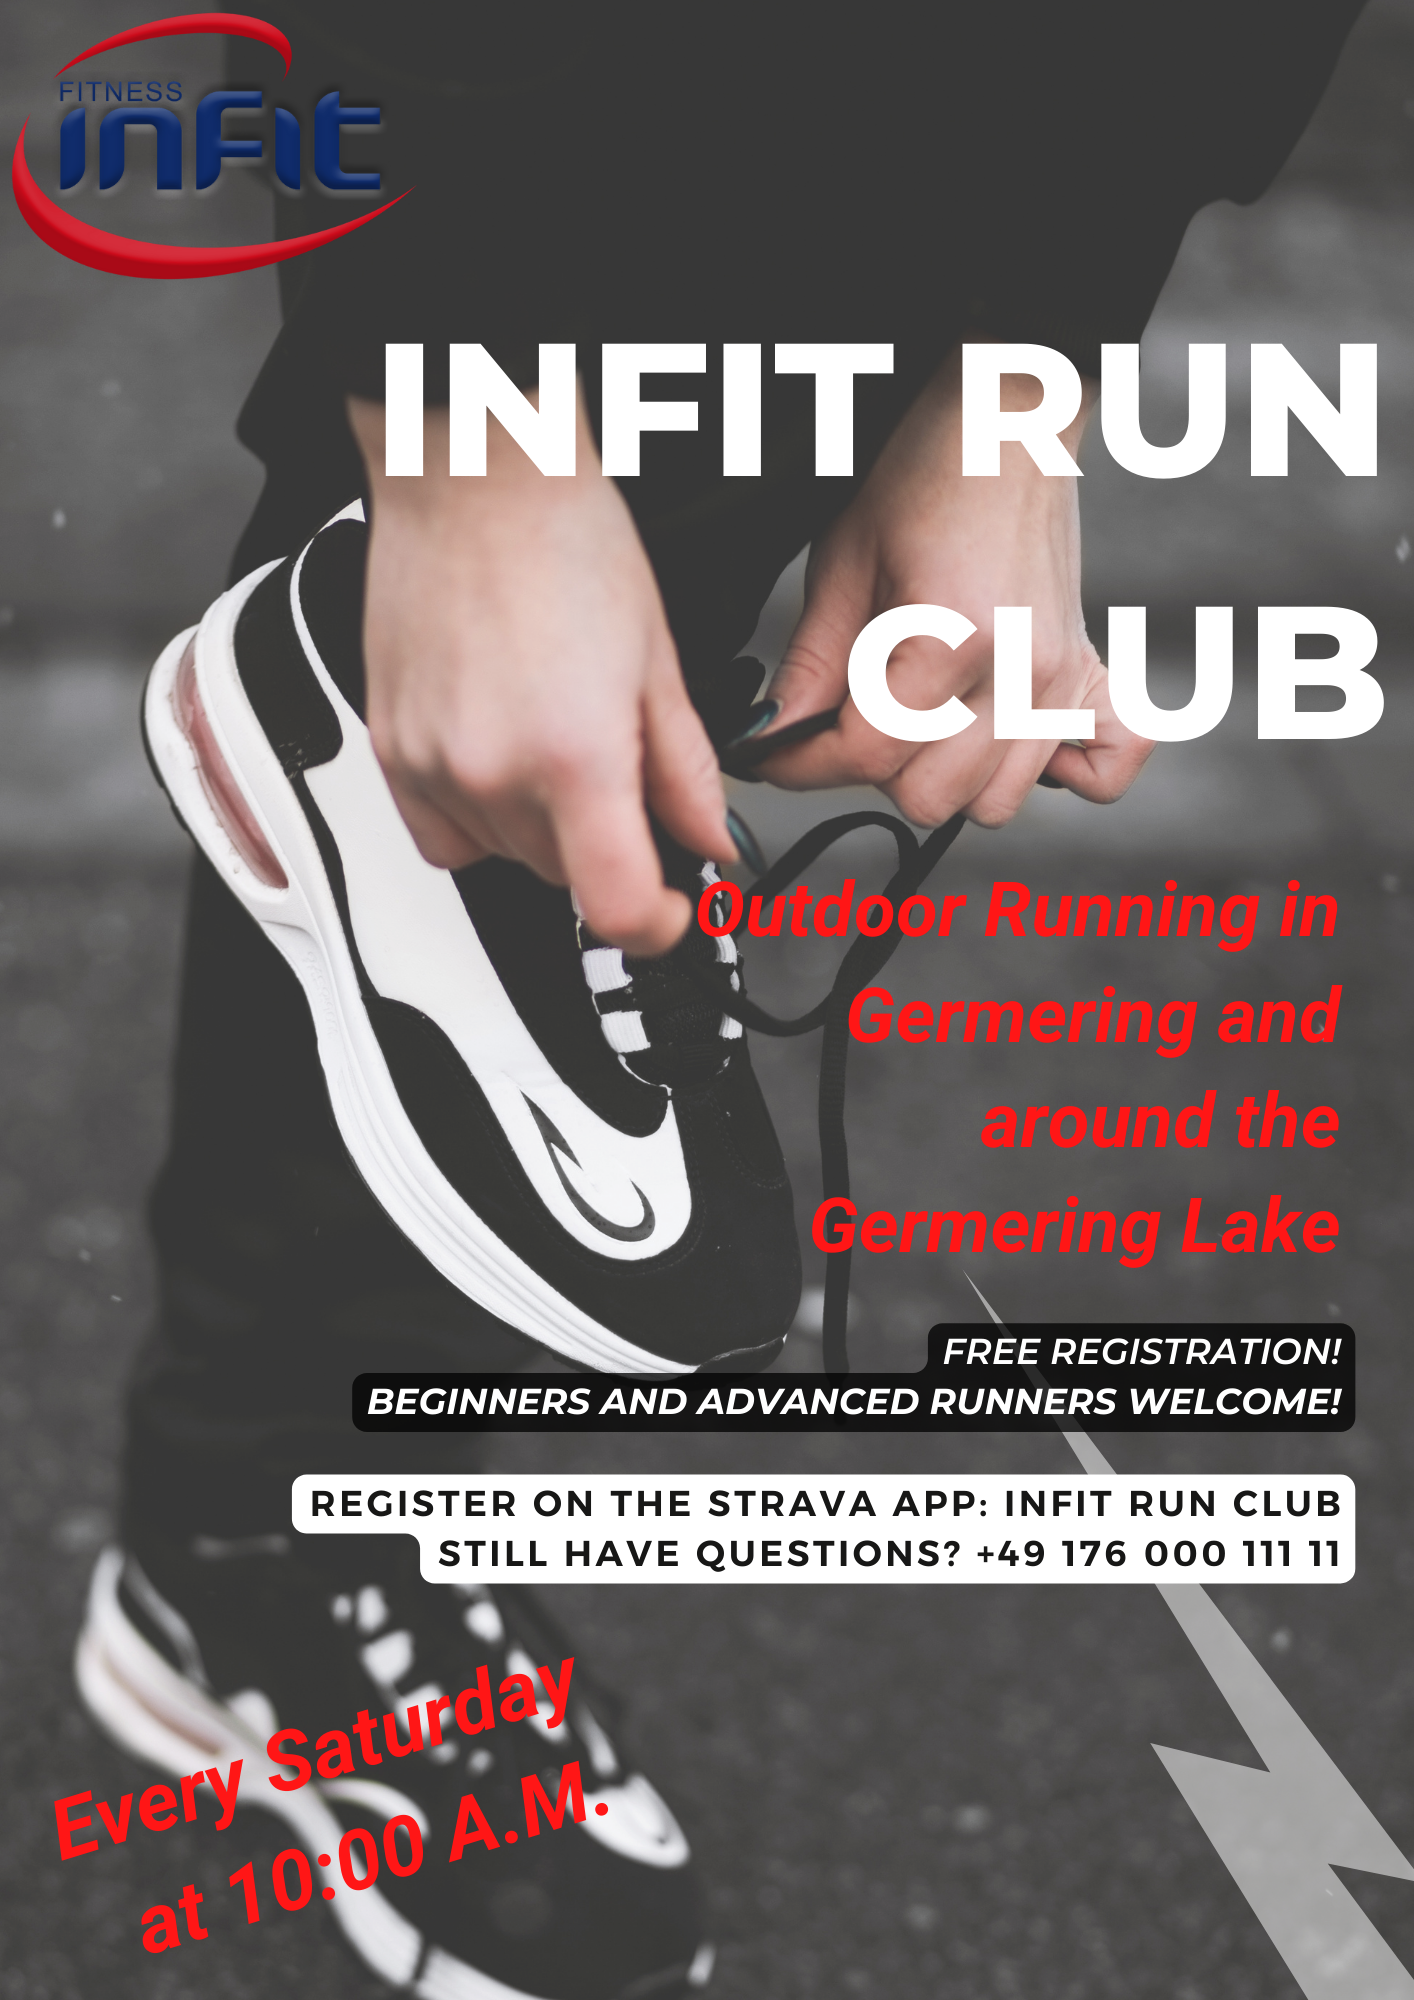 FITNESS
inFit
INFIT RUN
CLUB
Outdoor Running in
Germering and
around the
Germering Lake
FREE REGISTRATION!
BEGINNERS AND ADVANCED RUNNERS WELCOME!
REGISTER ON THE STRAVA APP: INFIT RUN CLUB
STILL HAVE QUESTIONS? +49 176 000 111 11
Every Saturday
at 10:00 A.M.